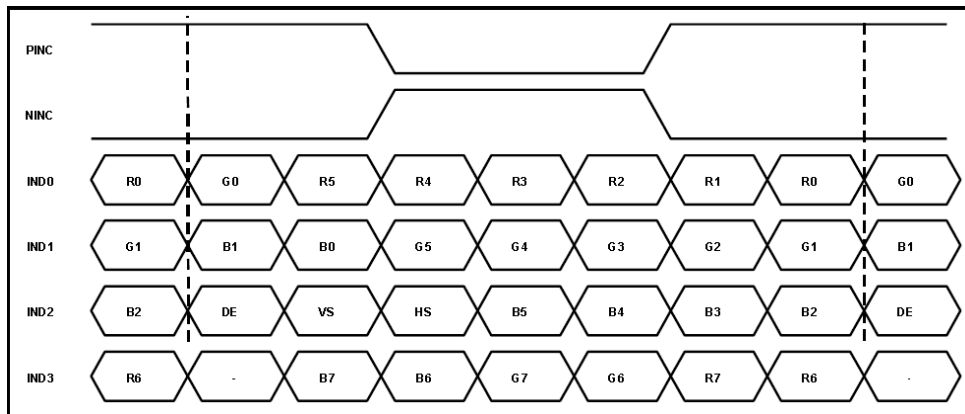 PINC
NINC
IND0 R0 G0 R5 R4 R3 R2 R1 R0 G0
IND1 G1 B1 B0 G5 G4 G3 G2 G1 B1
IND2 B2 DE VS HS B5 B4 B3 B2 DE
IND3 R6 - B7 B6 G7 G6 R7 R6 -